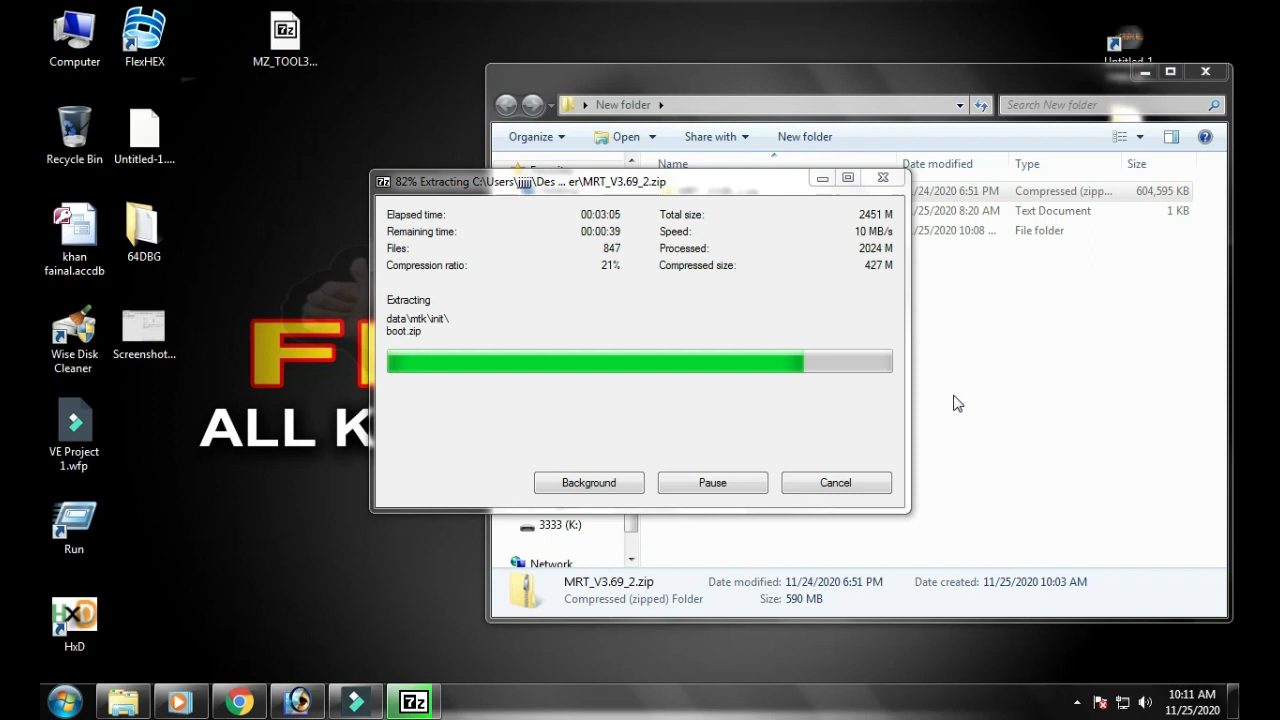 Computer
FlexHEX
MZ_TOOL3...
Untitled-1
Recycle Bin
Untitled-1....
khan
fainal.accdb
64DBG
Wise Disk
Cleaner
Screenshot...
VE Project
1.wfp
Run
HxD
ALL K
New folder
Search New folder
Organize
Open
Share with
New folder
Name
Date modified
Type
Size
/24/2020 6:51 PM
Compressed (zipp...
604,595 KB
/25/2020 8:20 AM
Text Document
1 KB
/25/2020 10:08 ...
File folder
82% Extracting C:\Users\jjjjj\Des ... er\MRT_V3.69_2.zip
Elapsed time:
00:03:05
Total size:
2451 M
Remaining time:
00:00:39
Speed:
10 MB/s
Files:
847
Processed:
2024 M
Compression ratio:
21%
Compressed size:
427 M
Extracting
data\mtk\init\
boot.zip
Background
Pause
Cancel
3333 (K:)
Network
MRT_V3.69_2.zip
Date modified: 11/24/2020 6:51 PM
Date created: 11/25/2020 10:03 AM
Compressed (zipped) Folder
Size: 590 MB
7z
10:11 AM
11/25/2020